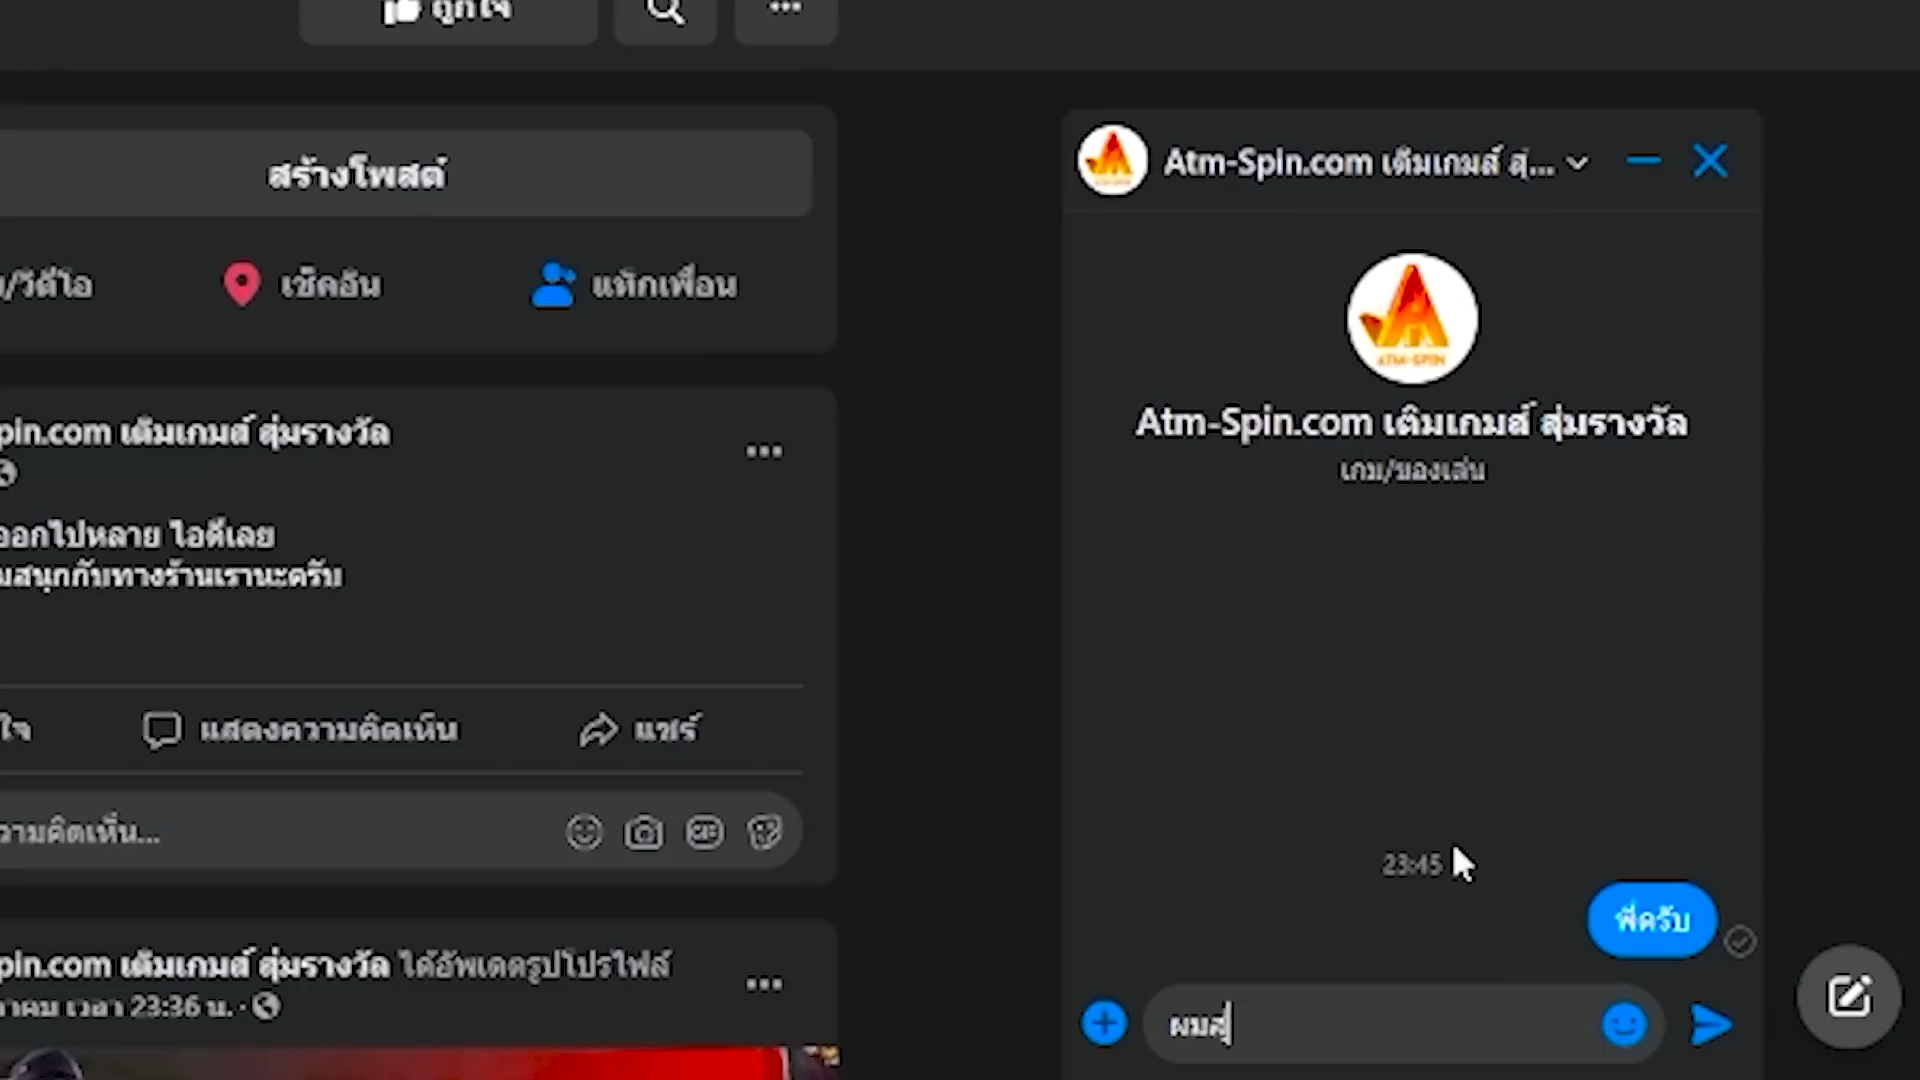 ถูกใจ
สร้างโพสต์
/วีดีโอ
เช็คอิน
แท็กเพื่อน
pin.com เติมเกมส์ สุ่มรางวัล
ออกไปหลาย ไอดีเลย
มสนุกกับทางร้านเรานะครับ
ใจ
แสดงความคิดเห็น
แชร์
วามคิดเห็น...
GIF
pin.com เติมเกมส์ สุ่มรางวัล ได้อัพเดตรูปโปรไฟล์
าคม เวลา 23:36 น. ·
Atm-Spin.com เติมเกมส์ สุ่...
ATM-SPIN
Atm-Spin.com เติมเกมส์ สุ่มรางวัล
เกม/ของเล่น
23:45
พี่ครับ
ผมสุ